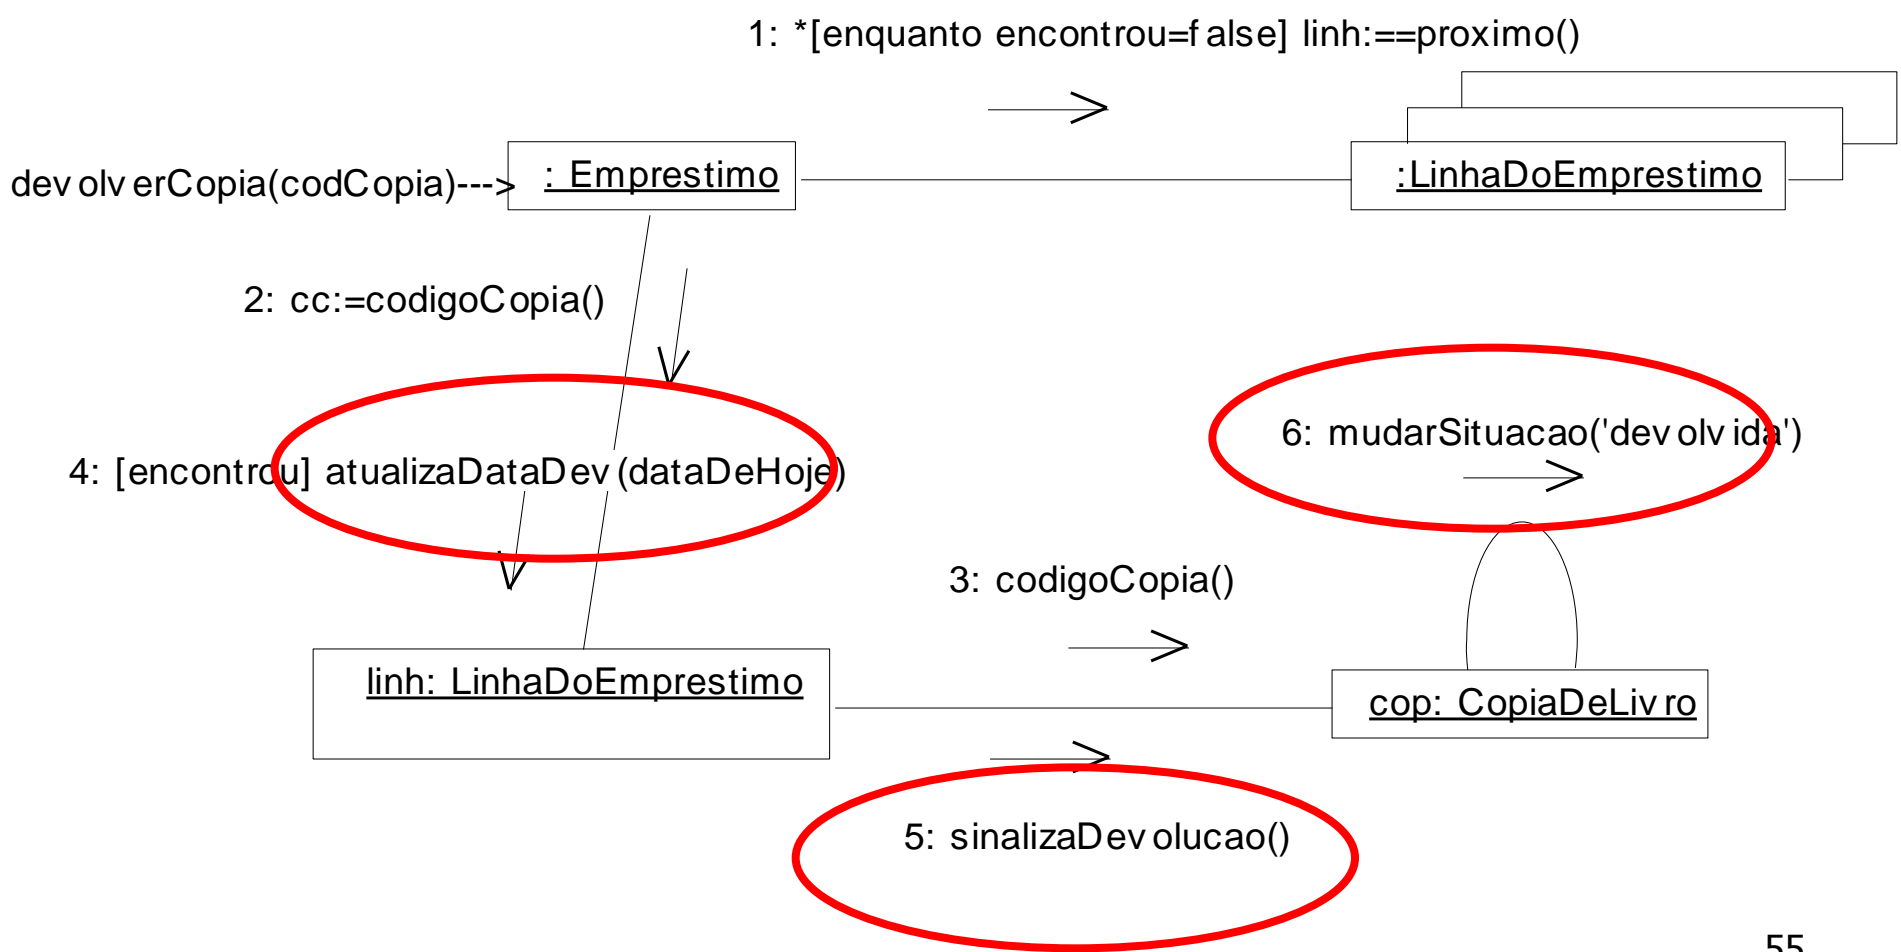 1: *[enquanto encontrou=false] linh:==proximo()
devolverCopia(codCopia)--->
: Emprestimo
:LinhaDoEmprestimo
2: cc:=codigoCopia()
6: mudarSituacao('devolvida')
4: [encontrou] atualizaDataDev(dataDeHoje)
3: codigoCopia()
linh: LinhaDoEmprestimo
cop: CopiaDeLivro
5: sinalizaDevolucao()
55